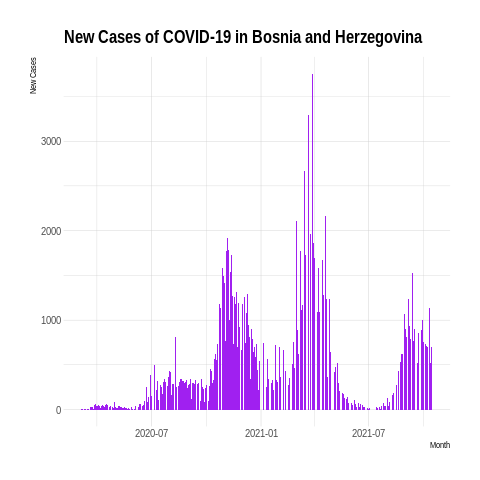 New Cases of COVID-19 in Bosnia and Herzegovina
New Cases
3000
2000
1000
0
2020-07 2021-01 2021-07
Month